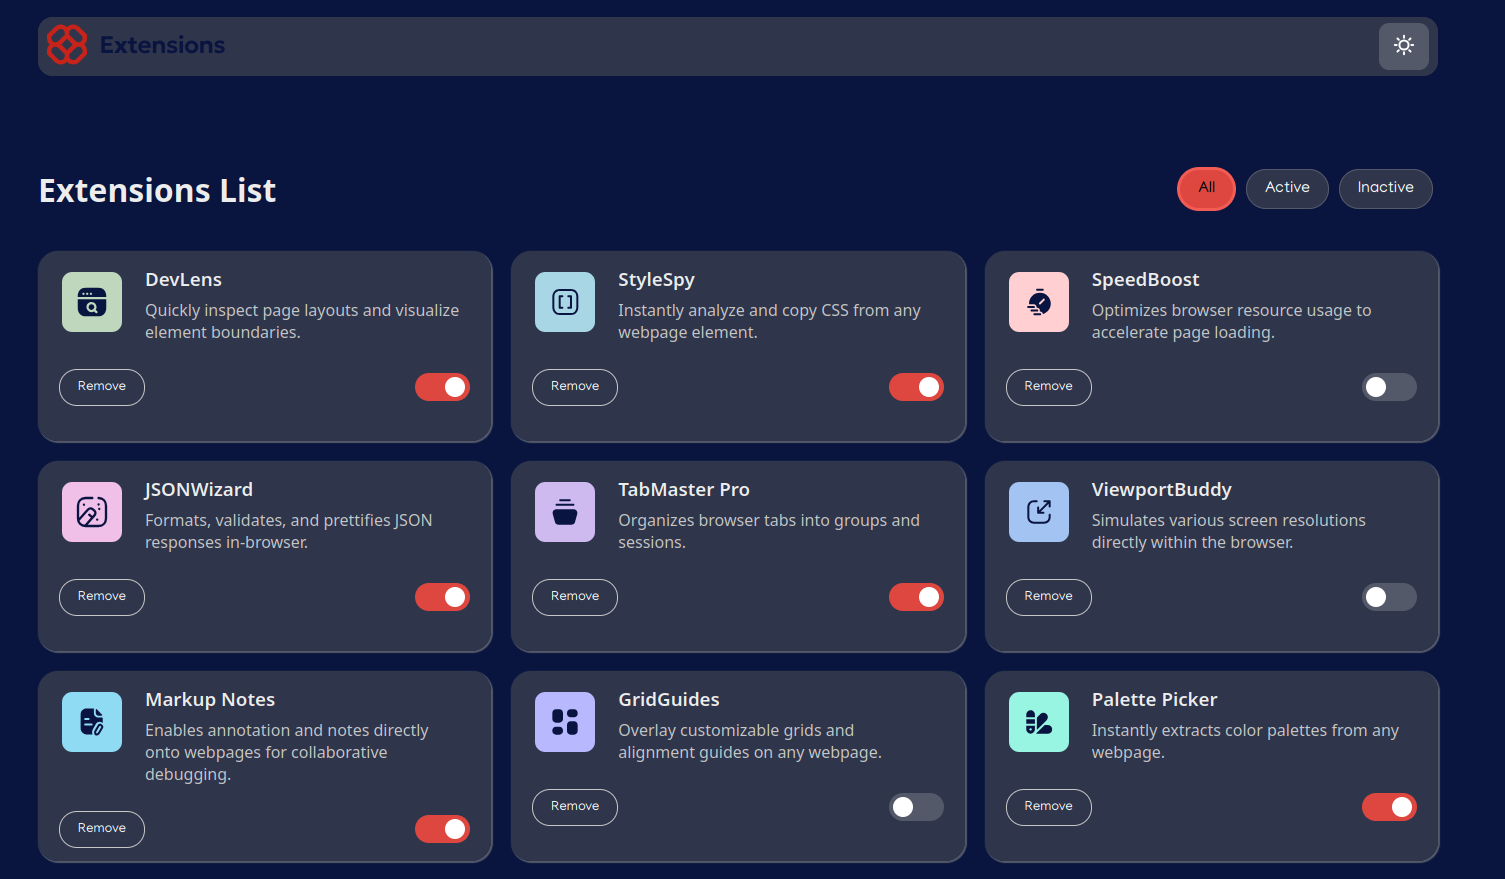 Extensions
Extensions List
All
Active
Inactive
DevLens
Quickly inspect page layouts and visualize
element boundaries.
Remove
StyleSpy
Instantly analyze and copy CSS from any
webpage element.
Remove
SpeedBoost
Optimizes browser resource usage to
accelerate page loading.
Remove
JSONWizard
Formats, validates, and prettifies JSON
responses in-browser.
Remove
TabMaster Pro
Organizes browser tabs into groups and
sessions.
Remove
ViewportBuddy
Simulates various screen resolutions
directly within the browser.
Remove
Markup Notes
Enables annotation and notes directly
onto webpages for collaborative
debugging.
Remove
GridGuides
Overlay customizable grids and
alignment guides on any webpage.
Remove
Palette Picker
Instantly extracts color palettes from any
webpage.
Remove